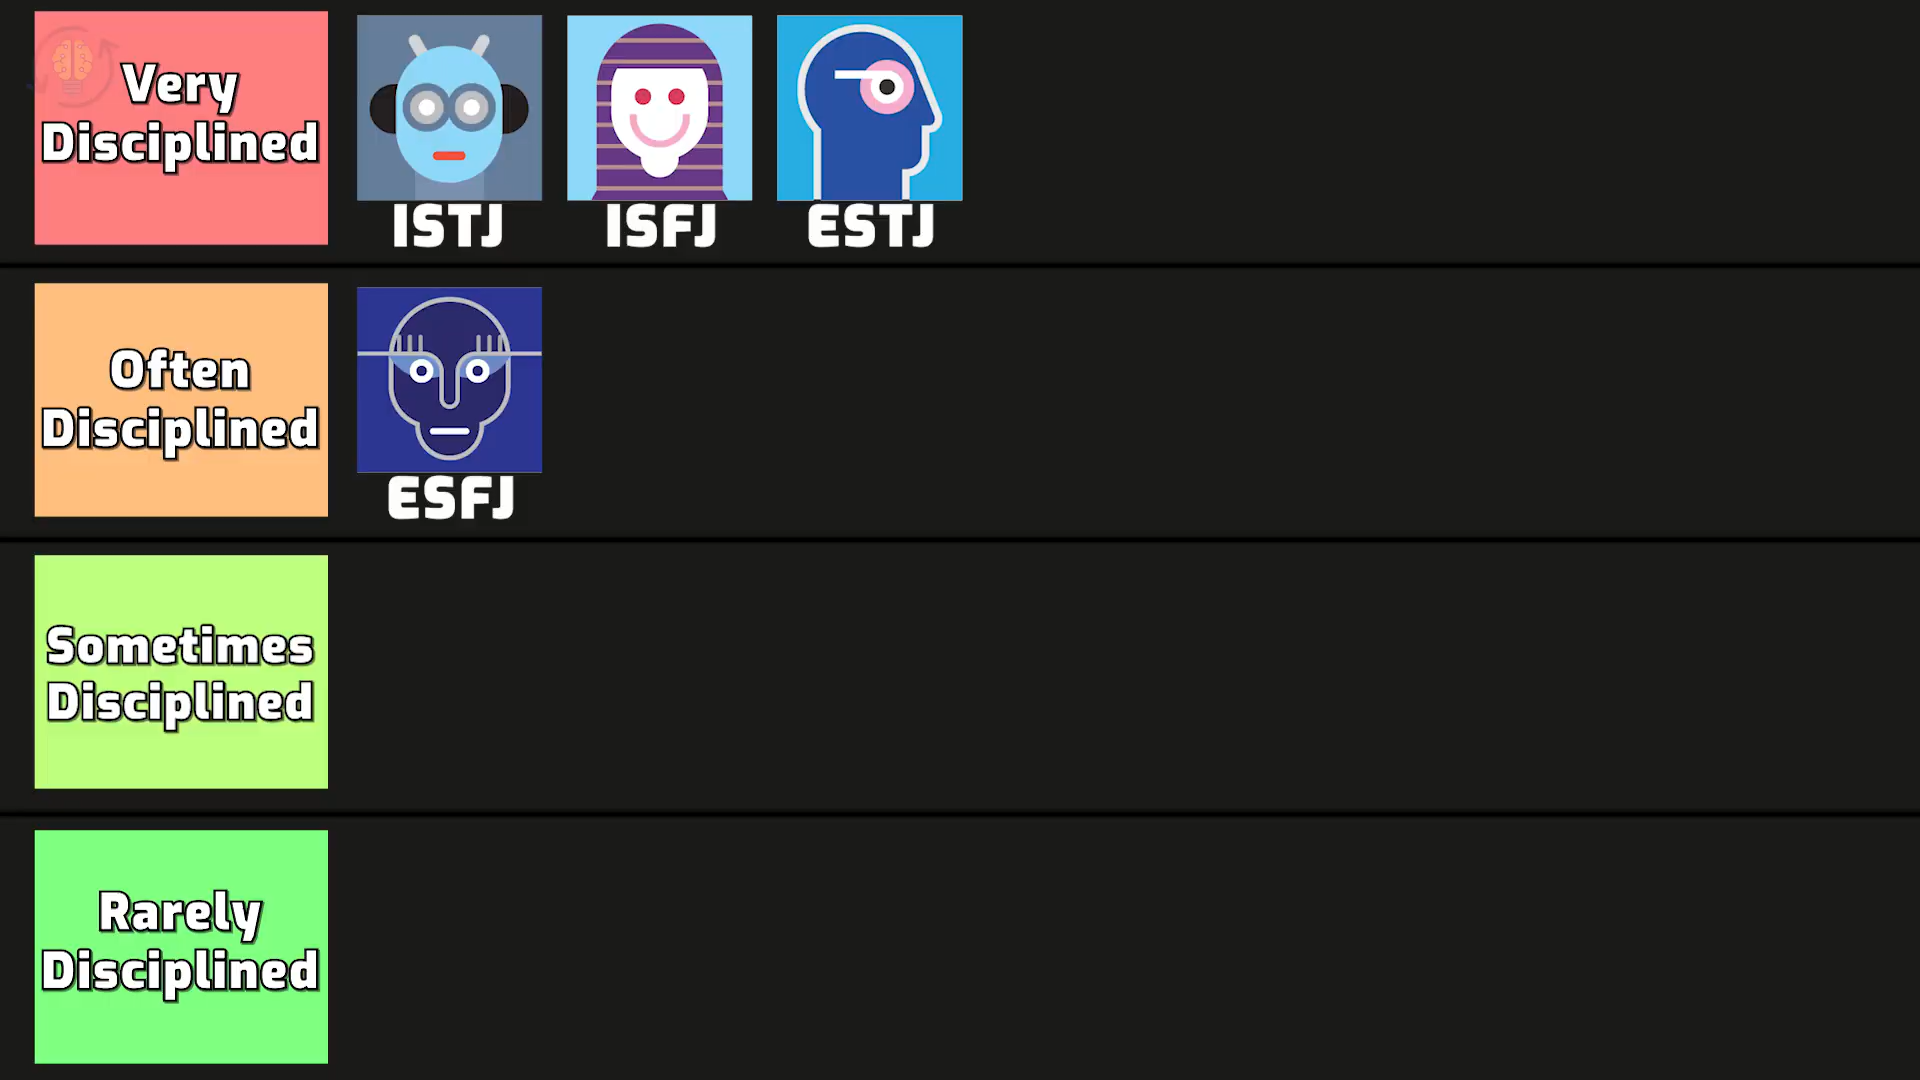 Very
Disciplined
ISTJ
ISFJ
ESTJ
Often
Disciplined
ESFJ
Sometimes
Disciplined
Rarely
Disciplined